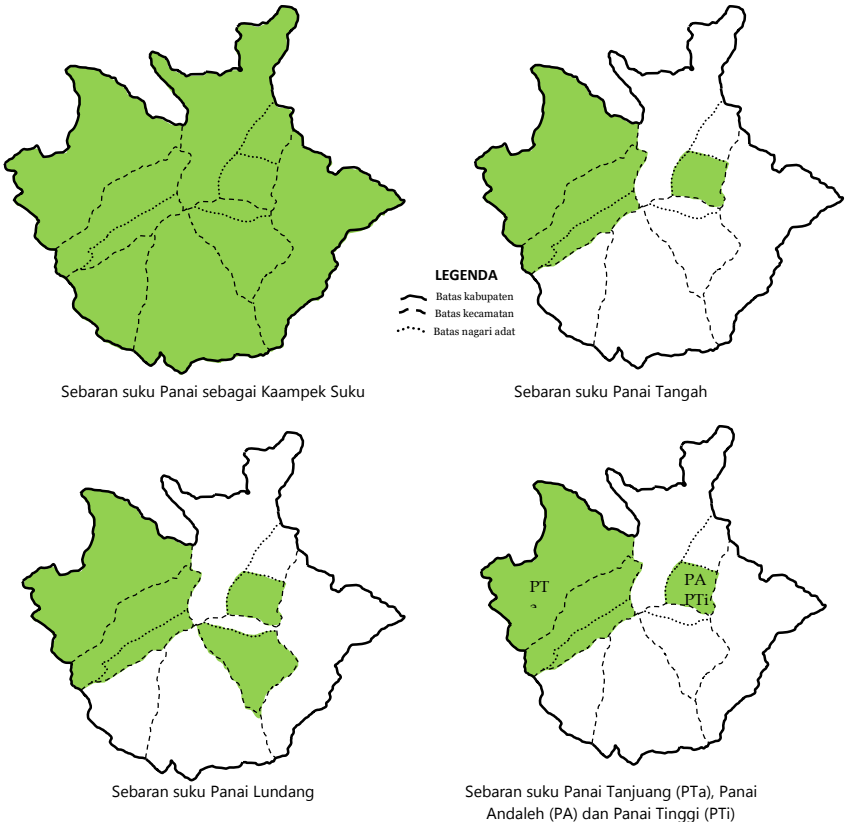 LEGENDA
Batas kabupaten
Batas kecamatan
Batas nagari adat
Sebaran suku Panai sebagai Kaampek Suku
Sebaran suku Panai Tangah
PT
PA
PTi
Sebaran suku Panai Lundang
Sebaran suku Panai Tanjuang (PTa), Panai
Andaleh (PA) dan Panai Tinggi (PTi)